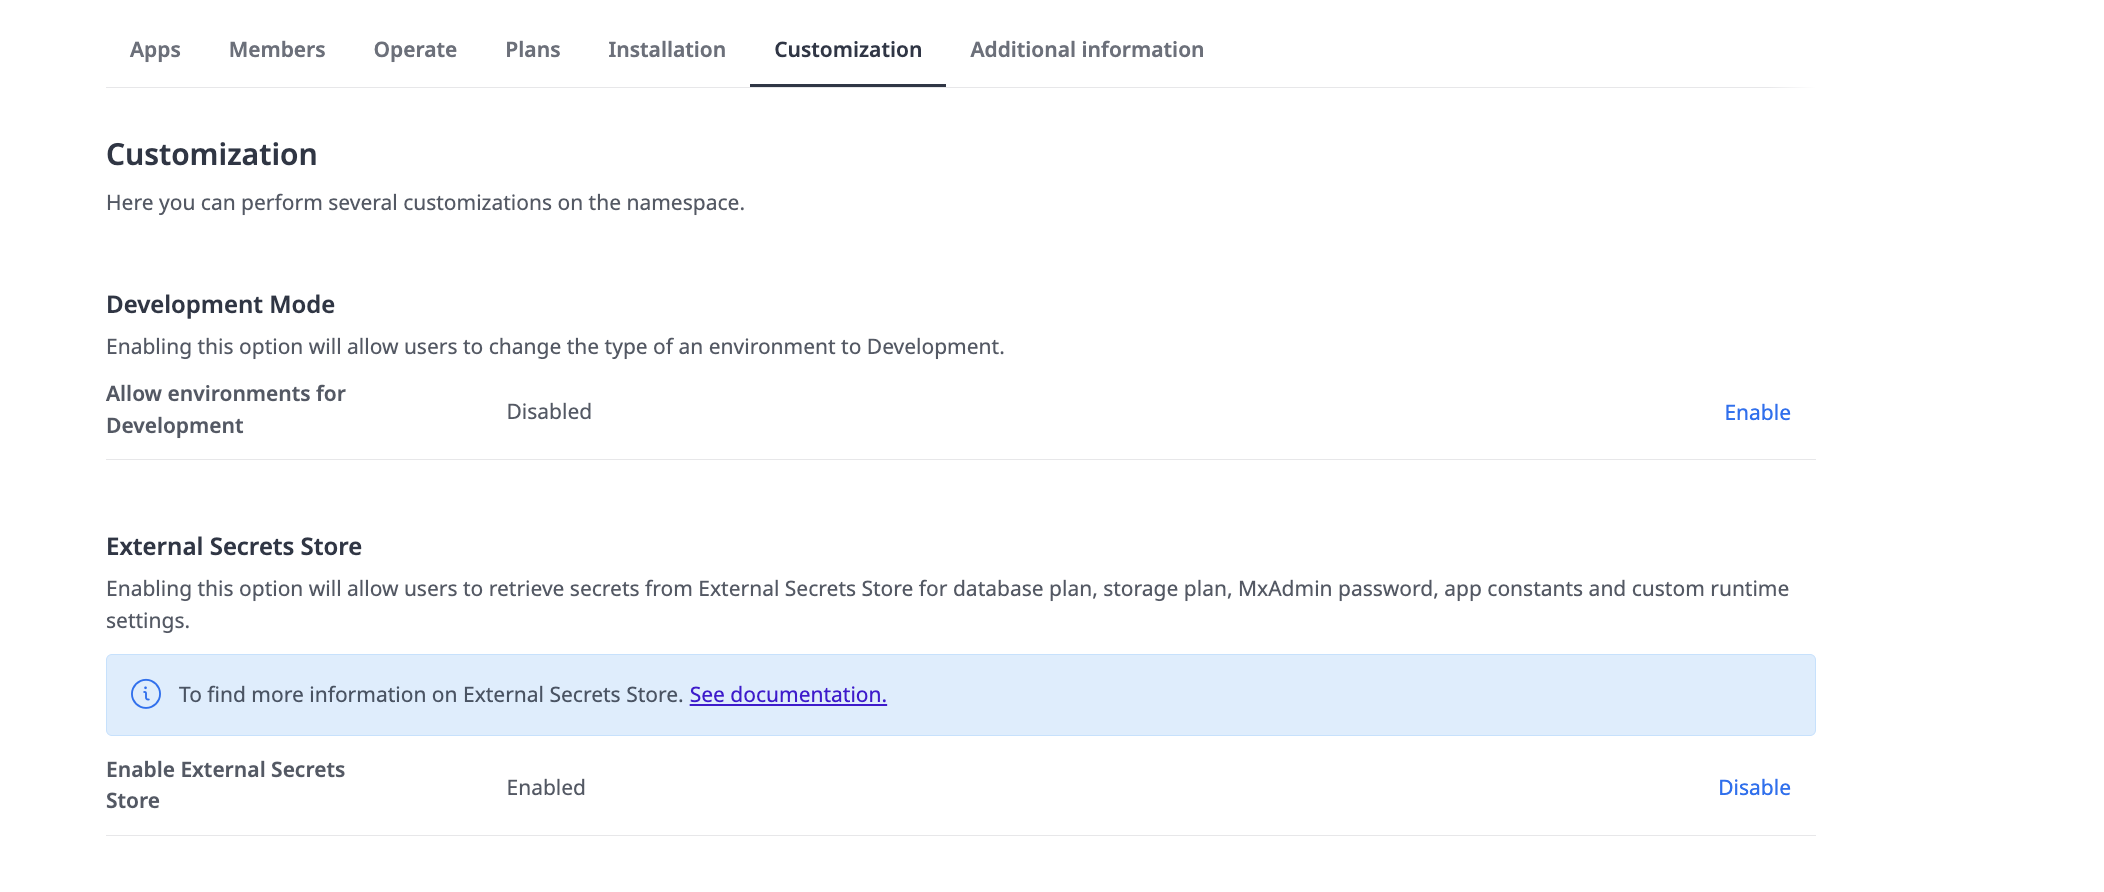 Apps Members Operate Plans Installation Customization Additional information
Customization
Here you can perform several customizations on the namespace.
Development Mode
Enabling this option will allow users to change the type of an environment to Development.
Allow environments for
Development
Disabled
Enable
External Secrets Store
Enabling this option will allow users to retrieve secrets from External Secrets Store for database plan, storage plan, MxAdmin password, app constants and custom runtime
settings.
To find more information on External Secrets Store. See documentation.
Enable External Secrets
Store
Enabled
Disable